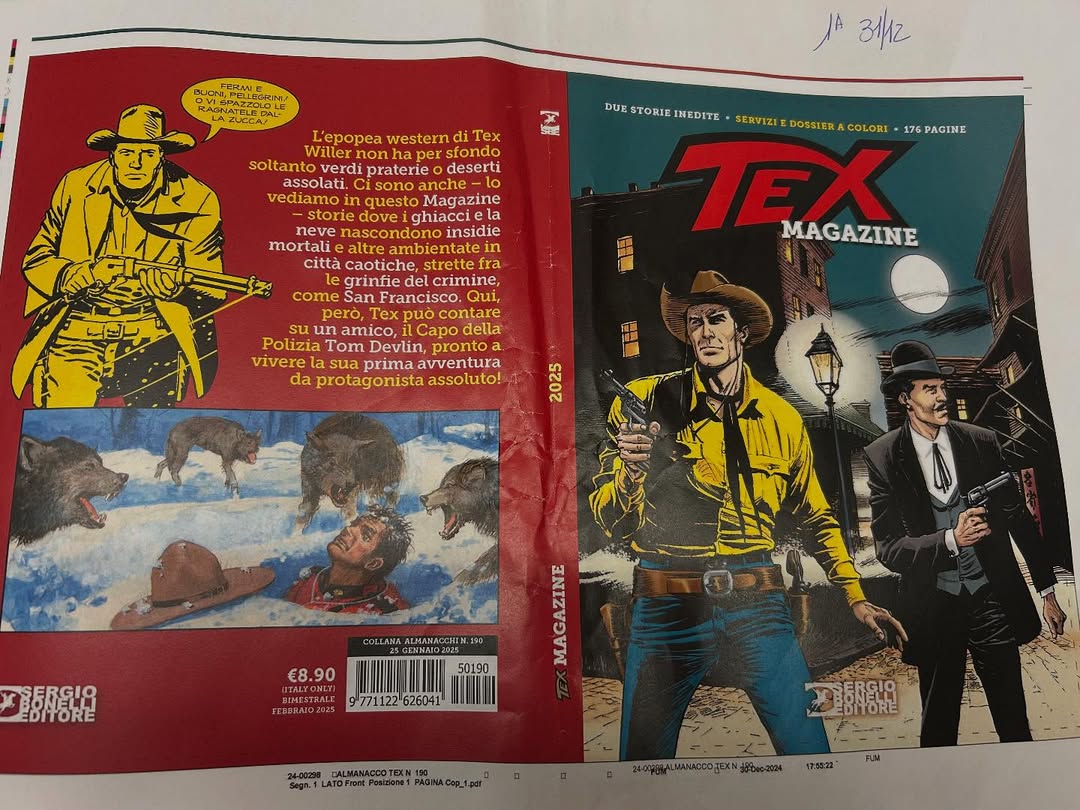 1ª 31/12
FERMI E
BUONI, PELLEGRINI!
O VI SPAZZOLO LE
RAGNATELE DAL-
LA ZUCCA!
L'epopea western di Tex
Willer non ha per sfondo
soltanto verdi praterie o deserti
assolati. Ci sono anche – lo
vediamo in questo Magazine
– storie dove i ghiacci e la
neve nascondono insidie
mortali e altre ambientate in
città caotiche, strette fra
le grinfie del crimine,
come San Francisco. Qui,
però, Tex può contare
su un amico, il Capo della
Polizia Tom Devlin, pronto a
vivere la sua prima avventura
da protagonista assoluto!
COLLANA ALMANACCHI N. 190
25 GENNAIO 2025
€8.90
(ITALY ONLY)
BIMESTRALE
FEBBRAIO 2025
50190
9 771122 626041
SERGIO
BONELLI
EDITORE
2025
TEX MAGAZINE
DUE STORIE INEDITE • SERVIZI E DOSSIER A COLORI • 176 PAGINE
TEX
MAGAZINE
SERGIO
BONELLI
EDITORE
24-00298 ALMANACCO TEX N 190
Segn. 1 LATO Front Posizione 1 PAGINA Cop_1.pdf
24-00298 ALMANACCO TEX N 190
FUM
30-Dec-2024
17:55:22
FUM